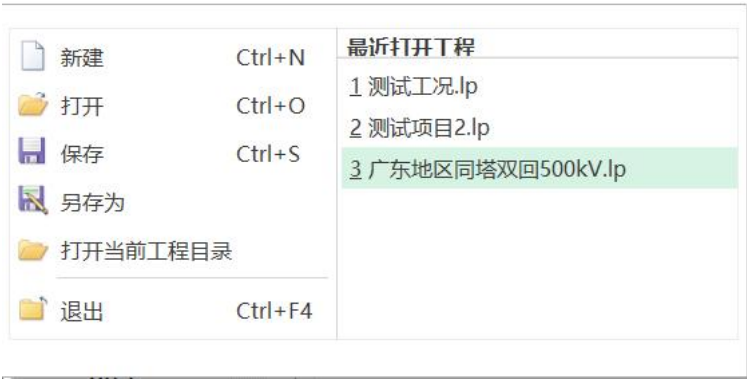 新建 Ctrl+N
打开 Ctrl+O
保存 Ctrl+S
另存为
打开当前工程目录
退出 Ctrl+F4
最近打开工程
1 测试工况.lp
2 测试项目2.lp
3 广东地区同塔双回500kV.lp